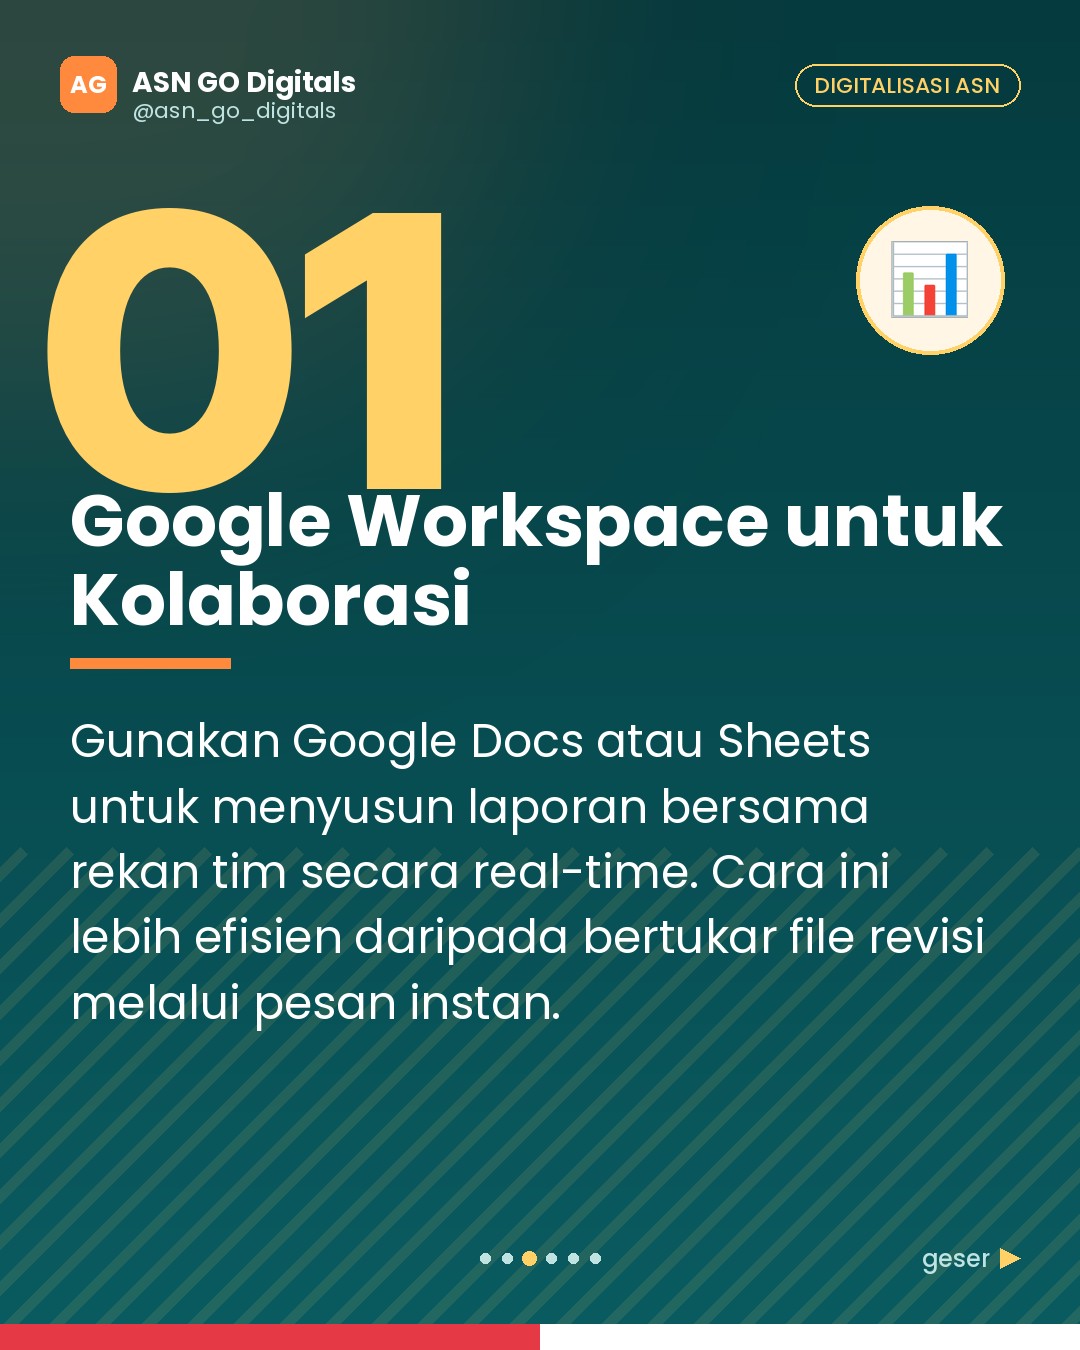 AG
ASN GO Digitals
@asn_go_digitals
DIGITALISASI ASN
01
Google Workspace untuk
Kolaborasi
Gunakan Google Docs atau Sheets
untuk menyusun laporan bersama
rekan tim secara real-time. Cara ini
lebih efisien daripada bertukar file revisi
melalui pesan instan.
geser